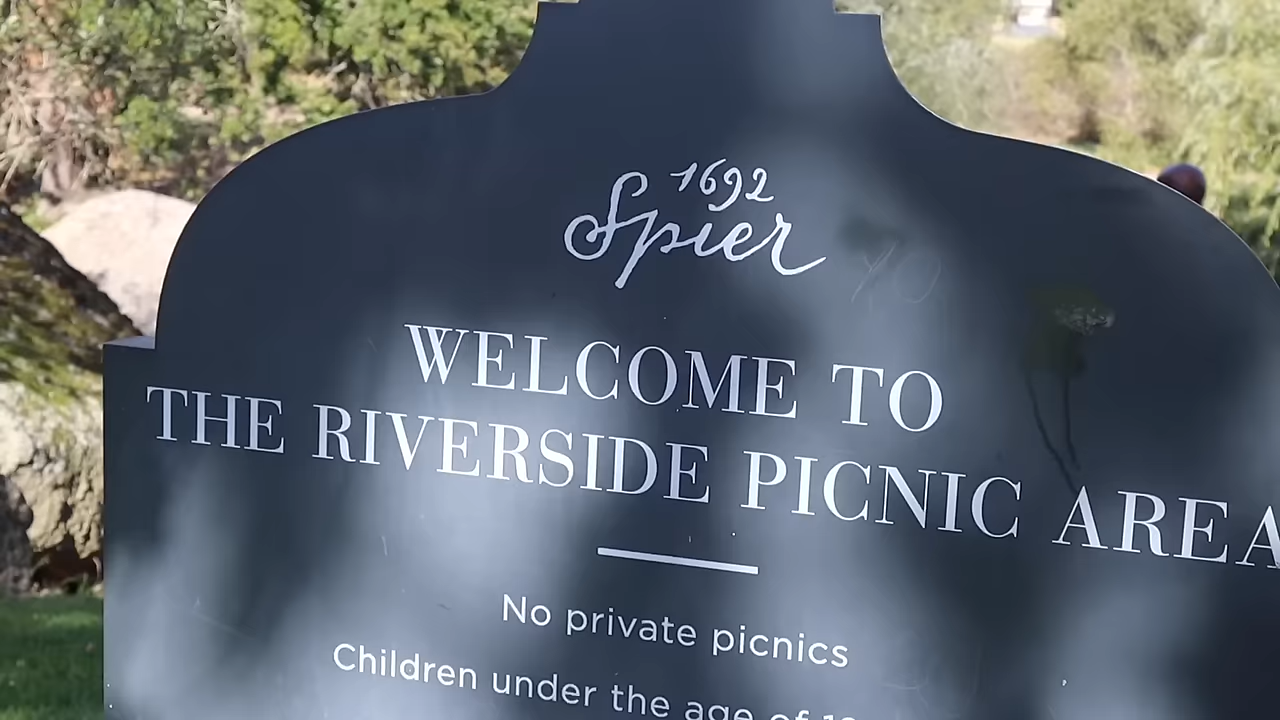 1692
Spier
WELCOME TO
THE RIVERSIDE PICNIC AREA
No private picnics
Children under the age of